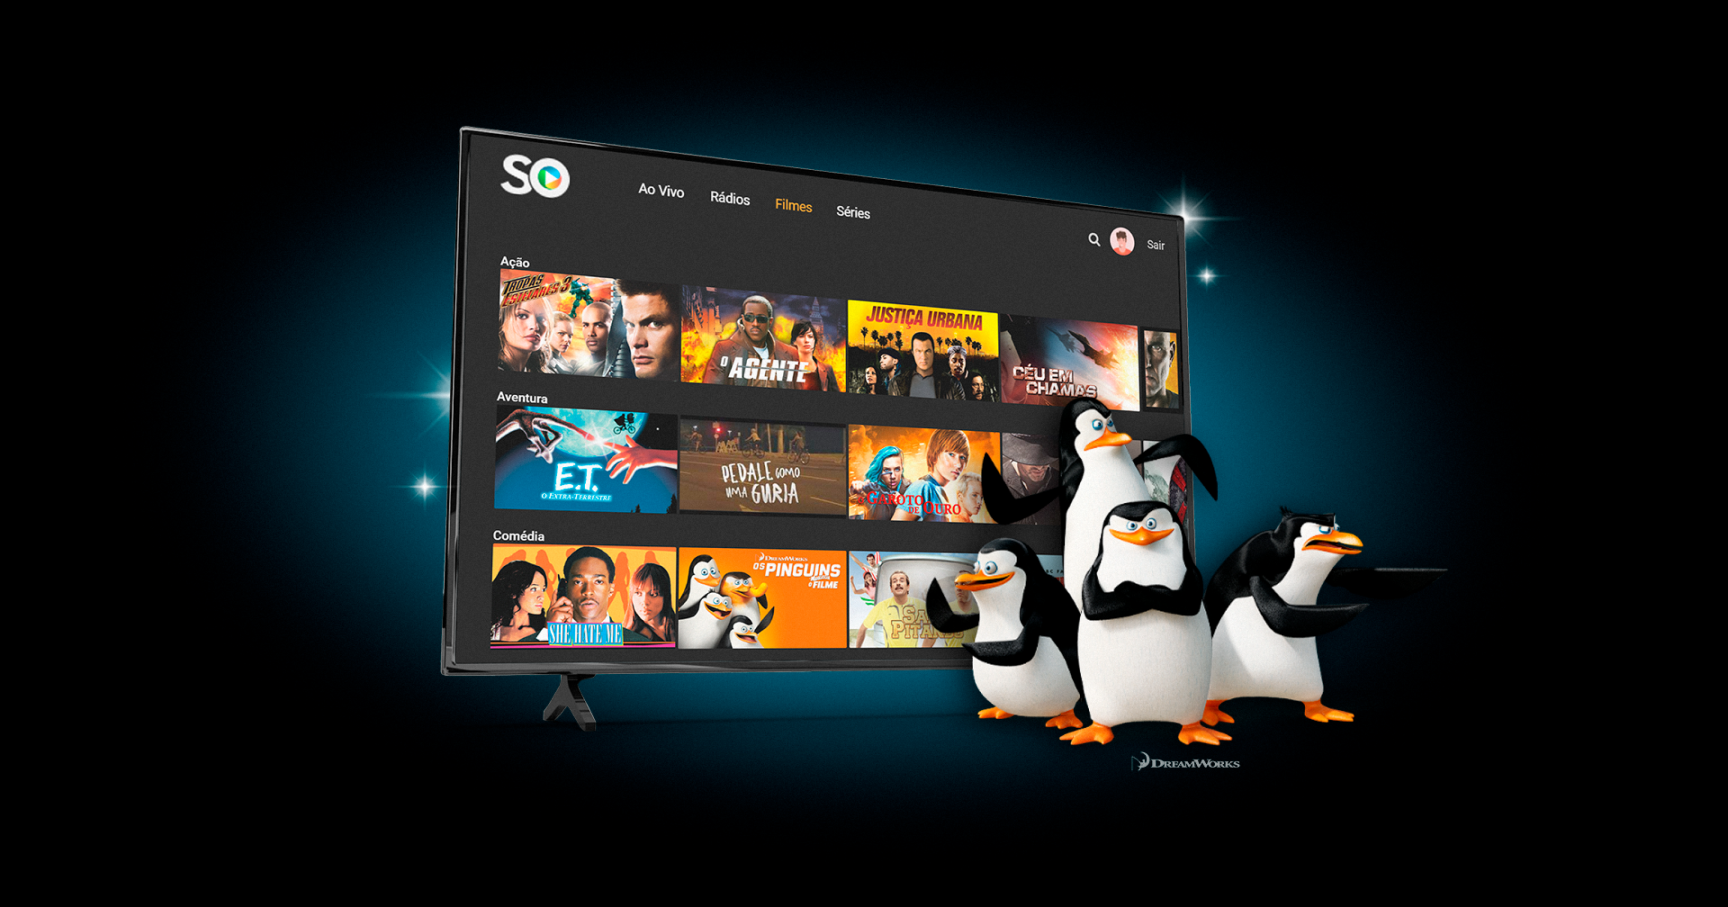 SO
Ao Vivo Rádios Filmes Séries
Sair
Ação
TROPAS
ESTELARES 3
O AGENTE
JUSTIÇA URBANA
CÉU EM
CHAMAS
Aventura
E.T.
O EXTRA-TERRESTRE
PEDALE COMO
UMA GURIA
GAROTO
DE OURO
Comédia
SHE HATE ME
DREAMWORKS
OS PINGUINS
O FILME
DREAMWORKS